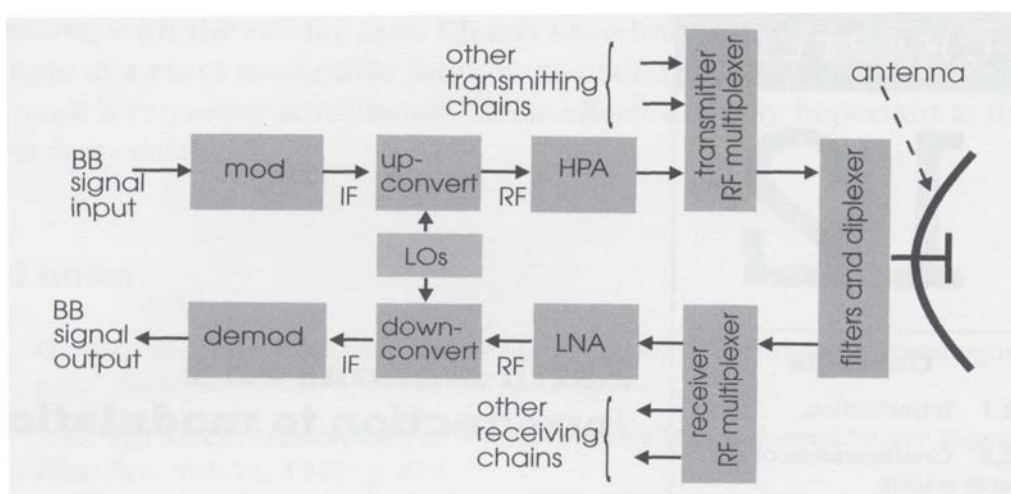 other
transmitting
chains
transmitter
RF multiplexer
antenna
BB
signal
input
mod
IF
up-
convert
RF
HPA
LOs
filters and diplexer
BB
signal
output
demod
IF
down-
convert
RF
LNA
receiver
RF multiplexer
other
receiving
chains